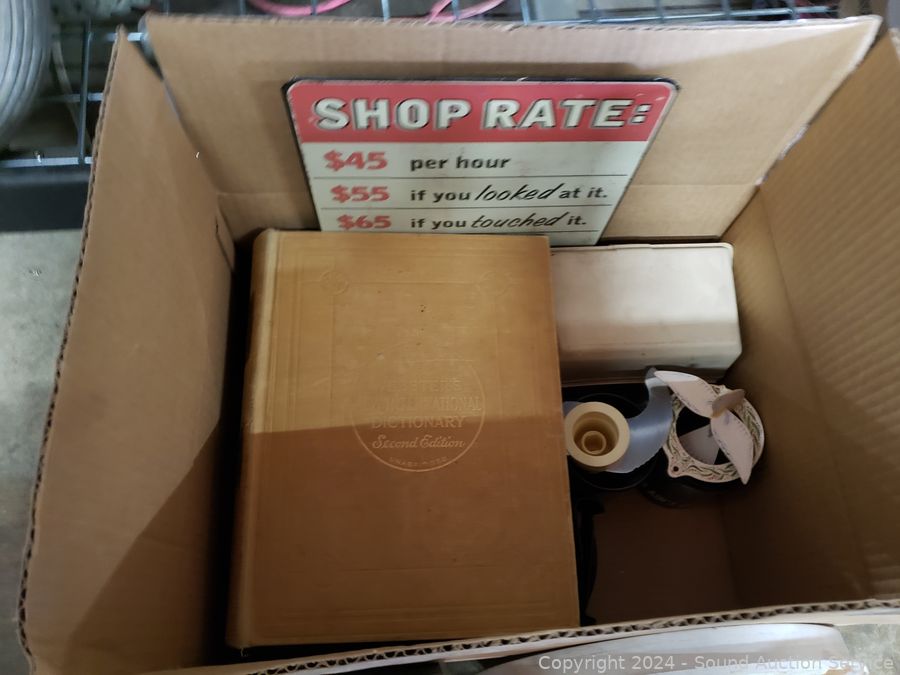 SHOP RATE:
$45 per hour
$55 if you looked at it.
$65 if you touched it.
DICTIONARY
Second Edition
UNABRIDGED
Copyright 2024 - Sound Auction Service